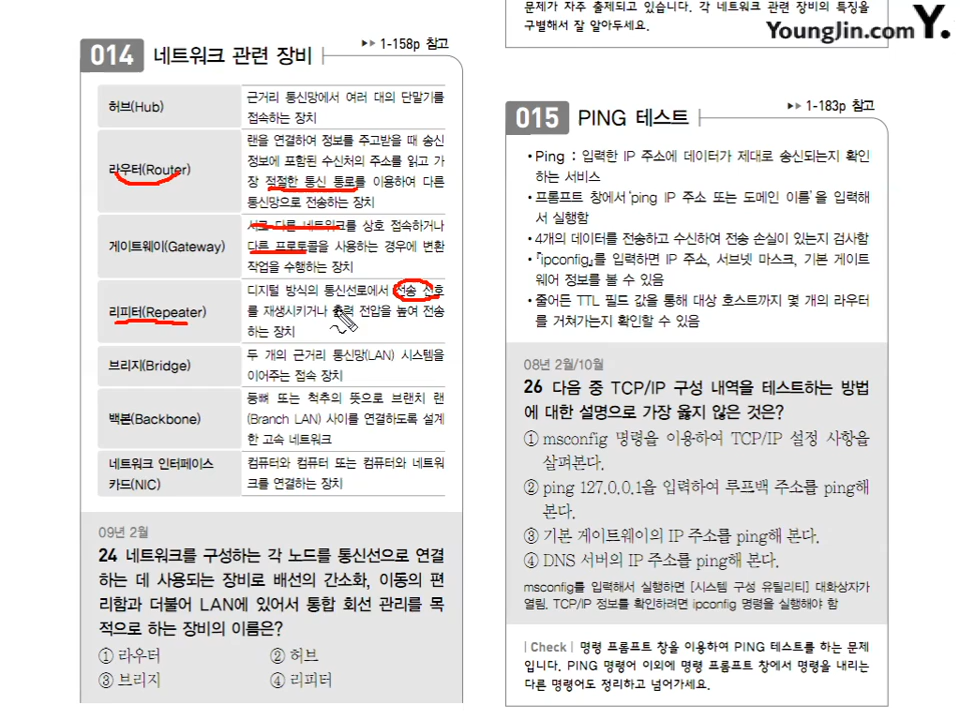 문제가 자주 출제되고 있습니다. 각 네트워크 관련 장비의 특징을
구별해서 잘 알아두세요.
YoungJin.com Y.
014 네트워크 관련 장비
▶▶ 1-158p 참고
허브(Hub)
근거리 통신망에서 여러 대의 단말기를
접속하는 장치
라우터(Router)
랜을 연결하여 정보를 주고받을 때 송신
정보에 포함된 수신처의 주소를 읽고 가
장 적절한 통신 통로를 이용하여 다른
통신망으로 전송하는 장치
게이트웨이(Gateway)
서로 다른 네트워크를 상호 접속하거나
다른 프로토콜을 사용하는 경우에 변환
작업을 수행하는 장치
리피터(Repeater)
디지털 방식의 통신선로에서 전송 신호
를 재생시키거나 출력 전압을 높여 전송
하는 장치
브리지(Bridge)
두 개의 근거리 통신망(LAN) 시스템을
이어주는 접속 장치
백본(Backbone)
등뼈 또는 척추의 뜻으로 브랜치 랜
(Branch LAN) 사이를 연결하도록 설계
한 고속 네트워크
네트워크 인터페이스
카드(NIC)
컴퓨터와 컴퓨터 또는 컴퓨터와 네트워
크를 연결하는 장치
09년 2월
24 네트워크를 구성하는 각 노드를 통신선으로 연결
하는 데 사용되는 장비로 배선의 간소화, 이동의 편
리함과 더불어 LAN에 있어서 통합 회선 관리를 목
적으로 하는 장비의 이름은?
① 라우터 ② 허브
③ 브리지 ④ 리피터
015 PING 테스트
▶▶ 1-183p 참고
• Ping : 입력한 IP 주소에 데이터가 제대로 송신되는지 확인
하는 서비스
• 프롬프트 창에서 'ping IP 주소 또는 도메인 이름'을 입력해
서 실행함
• 4개의 데이터를 전송하고 수신하여 전송 손실이 있는지 검사함
• 『ipconfig』를 입력하면 IP 주소, 서브넷 마스크, 기본 게이트
웨어 정보를 볼 수 있음
• 줄어든 TTL 필드 값을 통해 대상 호스트까지 몇 개의 라우터
를 거쳐가는지 확인할 수 있음
08년 2월/10월
26 다음 중 TCP/IP 구성 내역을 테스트하는 방법
에 대한 설명으로 가장 옳지 않은 것은?
① msconfig 명령을 이용하여 TCP/IP 설정 사항을
살펴본다.
② ping 127.0.0.1을 입력하여 루프백 주소를 ping해
본다.
③ 기본 게이트웨이의 IP 주소를 ping해 본다.
④ DNS 서버의 IP 주소를 ping해 본다.
msconfig를 입력해서 실행하면 [시스템 구성 유틸리티] 대화상자가
열림. TCP/IP 정보를 확인하려면 ipconfig 명령을 실행해야 함
| Check | 명령 프롬프트 창을 이용하여 PING 테스트를 하는 문제
입니다. PING 명령어 이외에 명령 프롬프트 창에서 명령을 내리는
다른 명령어도 정리하고 넘어가세요.